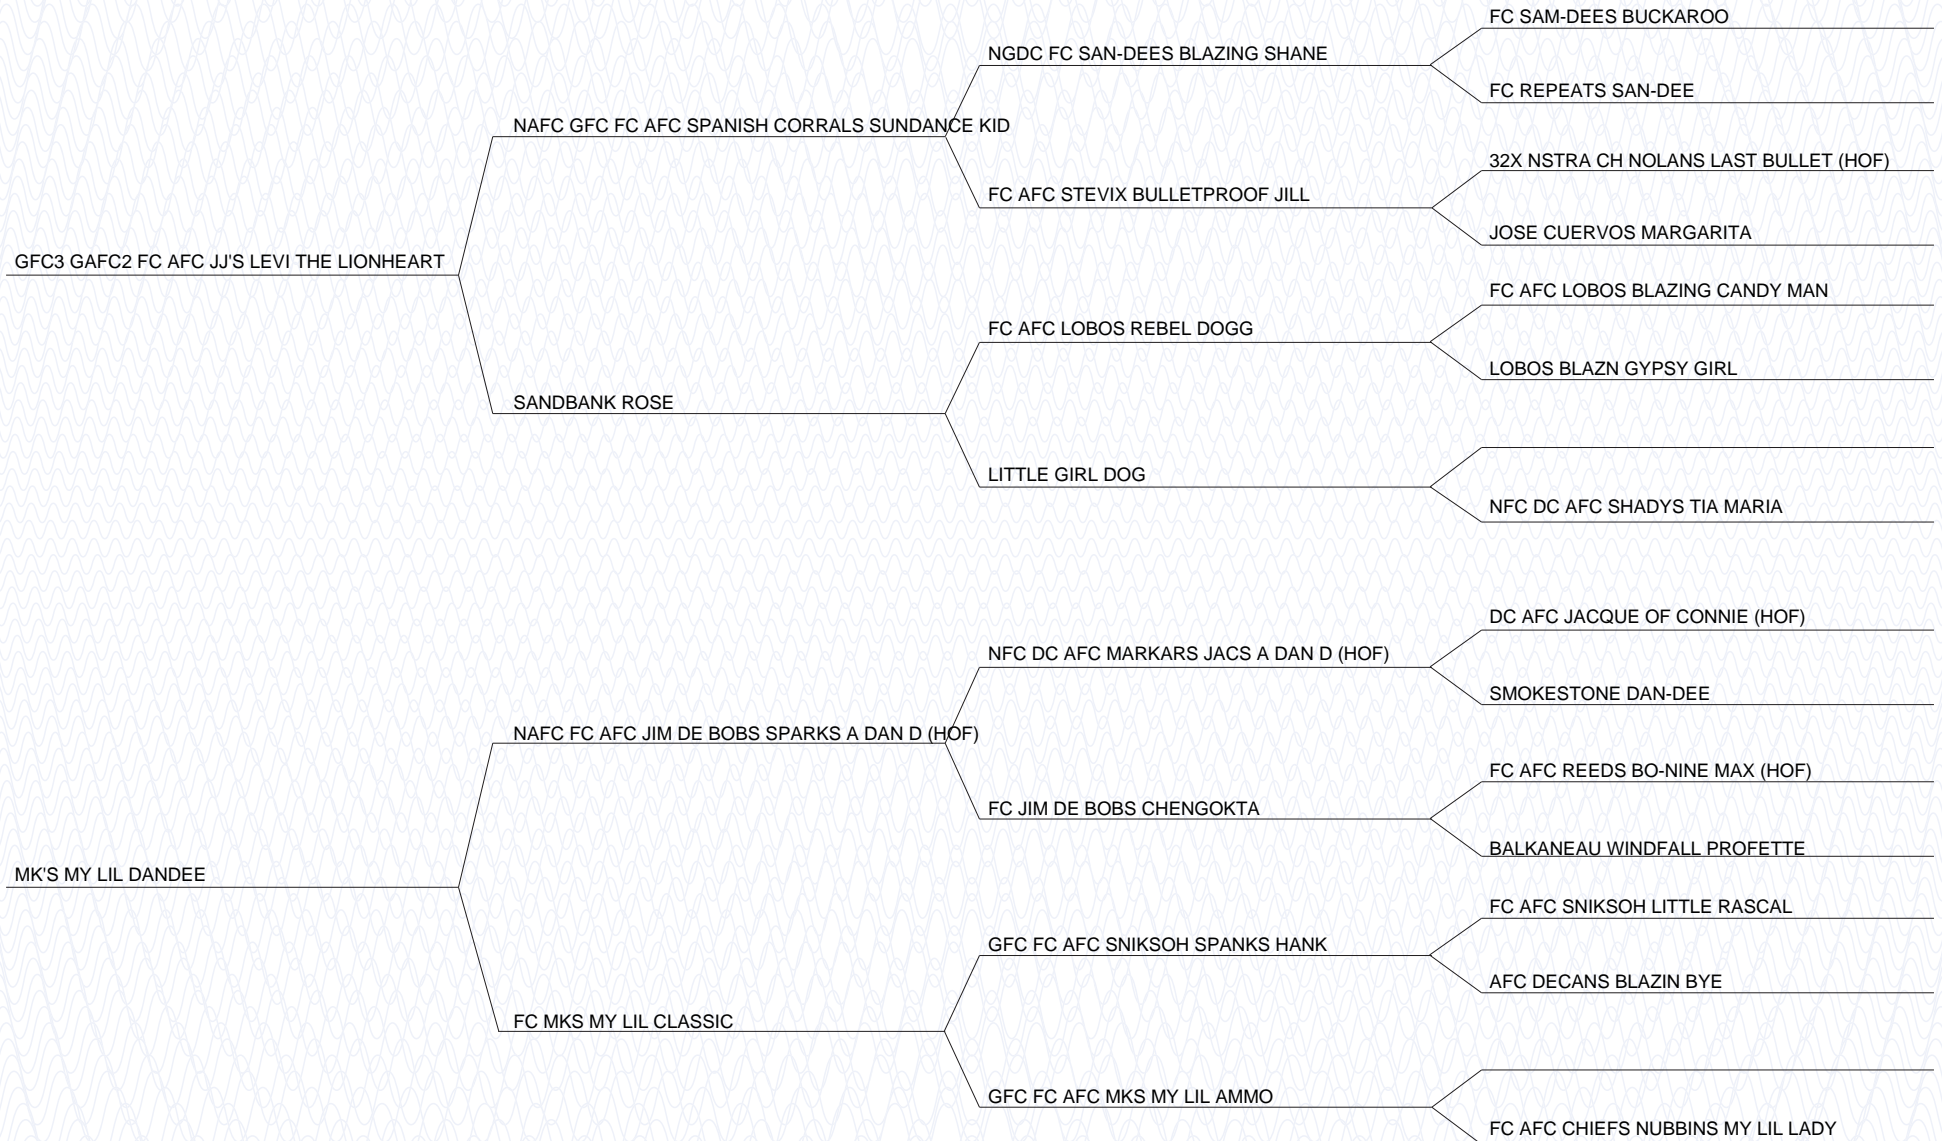 FC SAM-DEES BUCKAROO
NGDC FC SAN-DEES BLAZING SHANE
FC REPEATS SAN-DEE
NAFC GFC FC AFC SPANISH CORRALS SUNDANCE KID
32X NSTRA CH NOLANS LAST BULLET (HOF)
FC AFC STEVIX BULLETPROOF JILL
JOSE CUERVOS MARGARITA
GFC3 GAFC2 FC AFC JJ'S LEVI THE LIONHEART
FC AFC LOBOS BLAZING CANDY MAN
FC AFC LOBOS REBEL DOGG
LOBOS BLAZN GYPSY GIRL
SANDBANK ROSE
LITTLE GIRL DOG
NFC DC AFC SHADYS TIA MARIA
DC AFC JACQUE OF CONNIE (HOF)
NFC DC AFC MARKARS JACS A DAN D (HOF)
SMOKESTONE DAN-DEE
NAFC FC AFC JIM DE BOBS SPARKS A DAN D (HOF)
FC AFC REEDS BO-NINE MAX (HOF)
FC JIM DE BOBS CHENGOKTA
BALKANEAU WINDFALL PROFETTE
MK'S MY LIL DANDEE
FC AFC SNIKSOH LITTLE RASCAL
GFC FC AFC SNIKSOH SPANKS HANK
AFC DECANS BLAZIN BYE
FC MKS MY LIL CLASSIC
GFC FC AFC MKS MY LIL AMMO
FC AFC CHIEFS NUBBINS MY LIL LADY